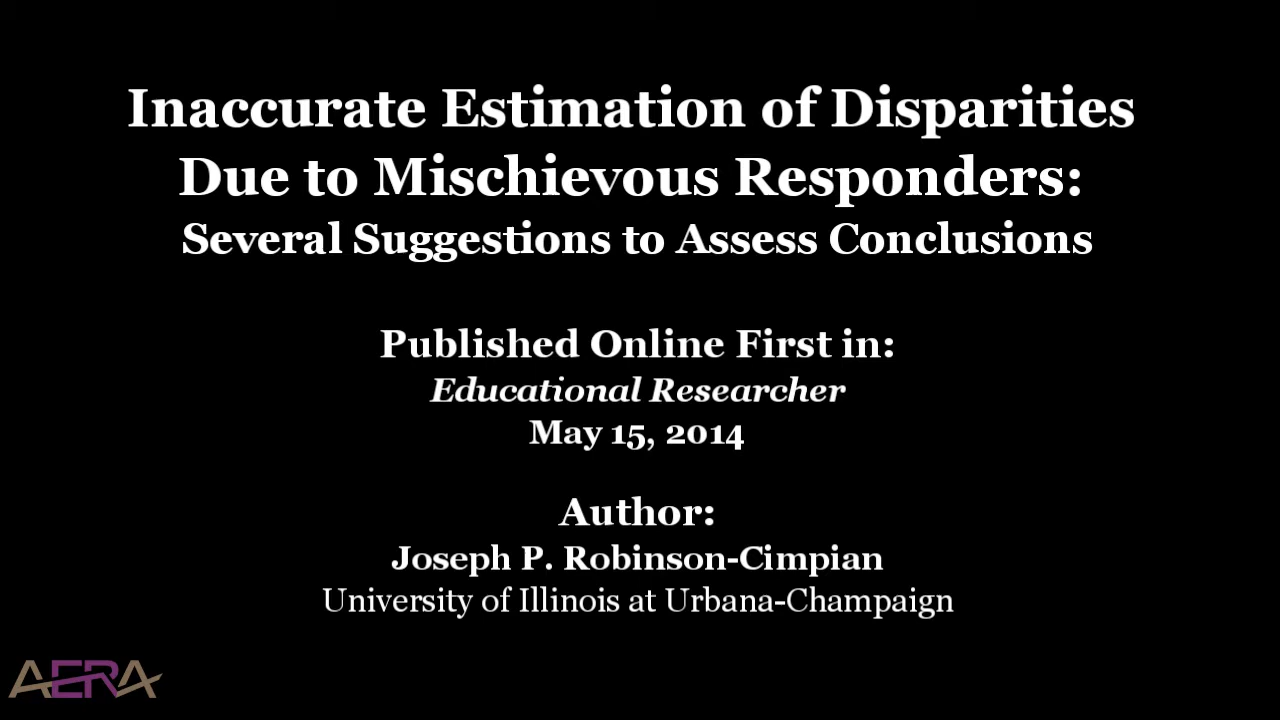 Inaccurate Estimation of Disparities
Due to Mischievous Responders:
Several Suggestions to Assess Conclusions
Published Online First in:
Educational Researcher
May 15, 2014
Author:
Joseph P. Robinson-Cimpian
University of Illinois at Urbana-Champaign
AERA